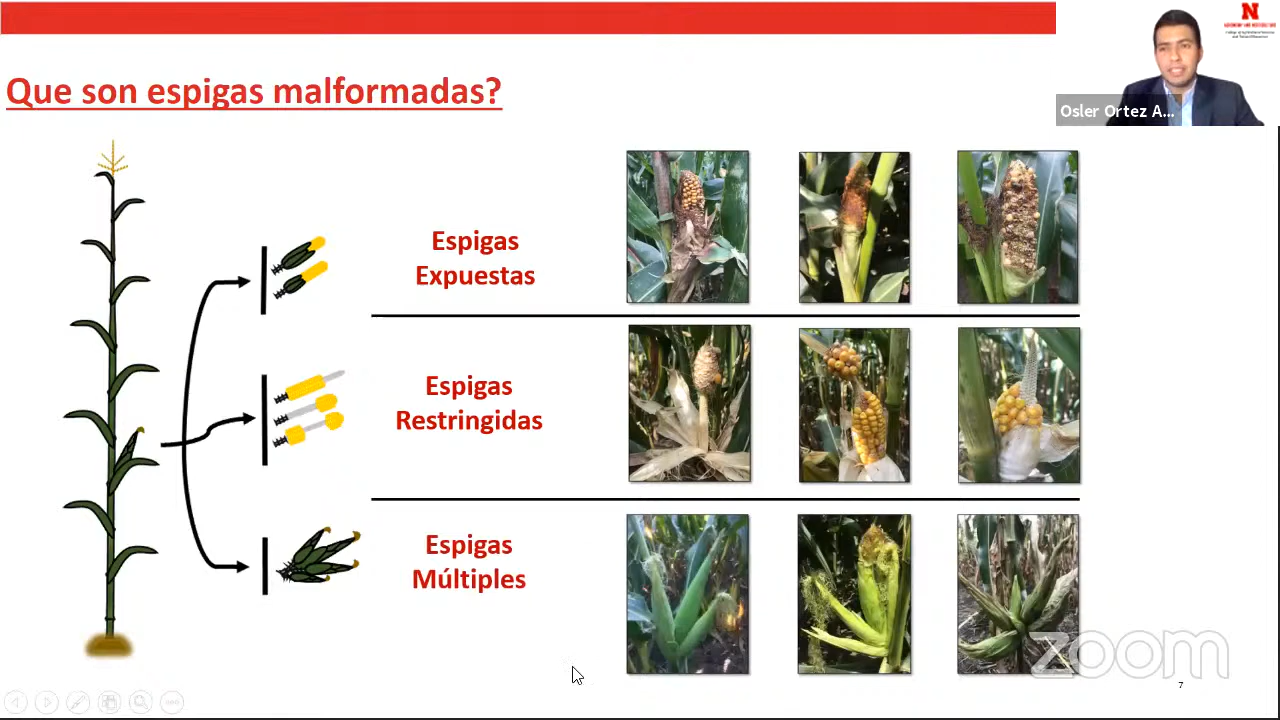 N
Que son espigas malformadas?
Osler Ortez A...
Espigas
Expuestas
Espigas
Restringidas
Espigas
Múltiples
zoom
7